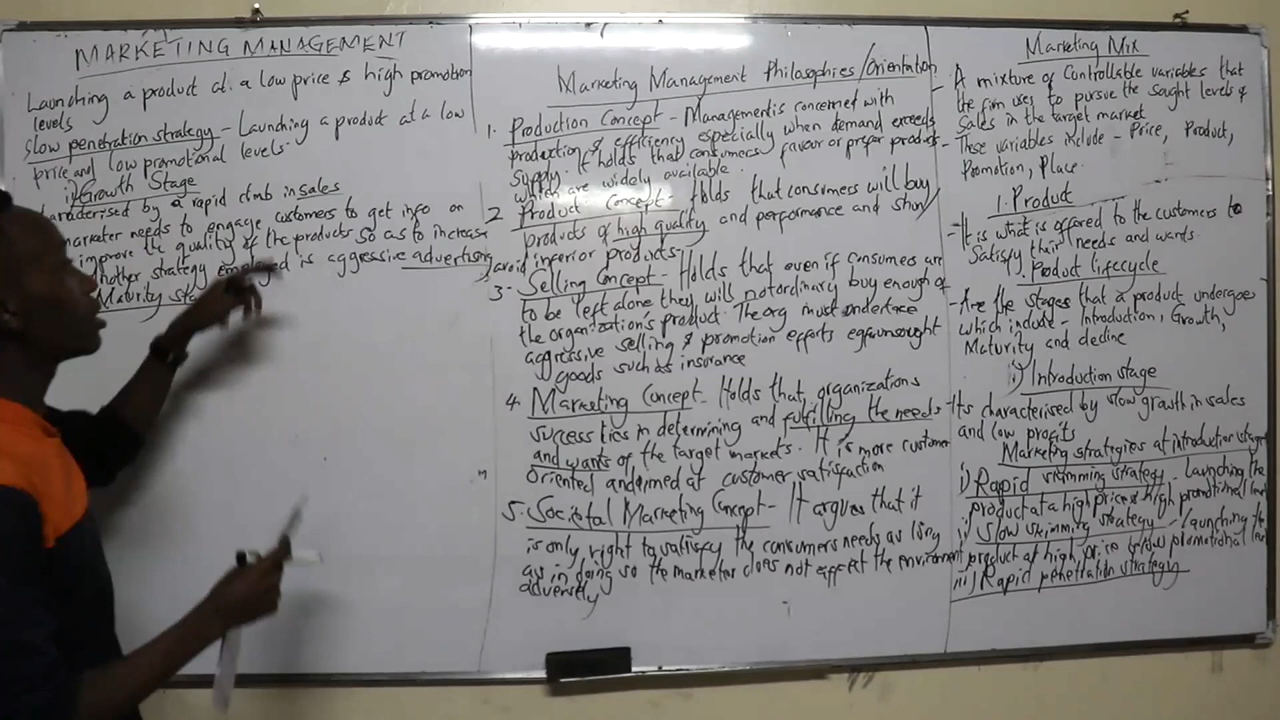 MARKETING MANAGEMENT
Launching a product at a low price & high promotion
levels
Slow penetration strategy - Launching a product at a low
price and low promotional levels.
ii) Growth Stage
characterised by a rapid climb in sales
marketer needs to engage customers to get info on
improve the quality of the products so as to increase
Another strategy employed is aggressive advertising
Maturity sta
Marketing Management Philosophies/Orientation
1. Production Concept - Management is concerned with
production & efficiency especially when demand exceeds
supply. It holds that consumers favour or prefer products
which are widely available.
2 Product Concept - Holds that consumers will buy
products of high quality and performance and shun/
avoid inferior products
3- Selling Concept - Holds that even if consumers are
to be left alone they will not ordinary buy enough of
the organization's product. The org must undertake
aggressive selling & promotion efforts eg unsought
goods such as insurance
4. Marketing Concept - Holds that, organizations
success lies in determining and fulfilling the needs
and wants of the target markets. It is more customer
oriented and aimed at customer satisfaction
5. Societal Marketing Concept - It argues that it
is only right to satisfy the consumers needs as long
as in doing so the marketer does not affect the environment
adversely
Marketing Mix
- A mixture of Controllable variables that
the firm uses to pursue the sought levels of
sales in the target market
- These variables include - Price, Product,
Promotion, Place.
1. Product
- It is what is offered to the customers to
Satisfy their needs and wants.
Product lifecycle
- Are the stages that a product undergoes
which include - Introduction, Growth,
Maturity and decline
i) Introduction stage
- Its characterised by slow growth in sales
and low profits
Marketing strategies at introduction stage
i) Rapid skimming strategy - Launching the
product at a high price & high promotional level
ii) Slow skimming strategy - Launching the
product at high price & low promotional level
iii) Rapid penetration strategy